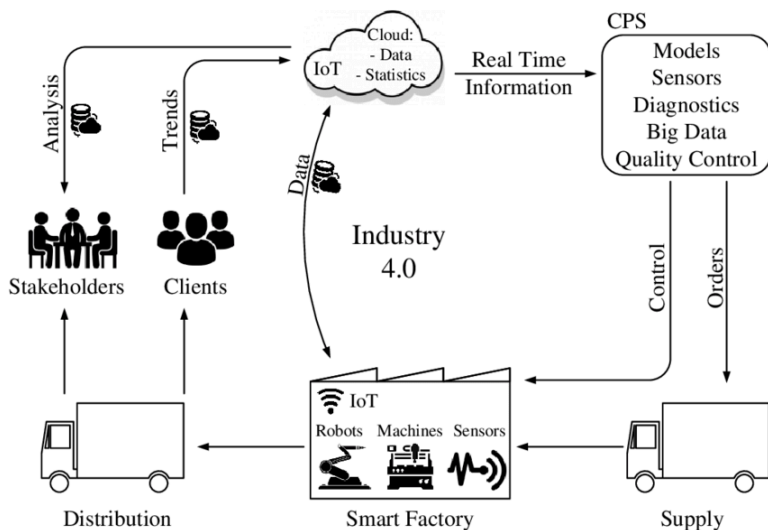 Cloud:
- Data
IoT - Statistics
Analysis
Trends
Real Time
Information
CPS
Models
Sensors
Diagnostics
Big Data
Quality Control
Data
Stakeholders
Clients
Industry
4.0
Control
Orders
IoT
Robots Machines Sensors
Distribution
Smart Factory
Supply